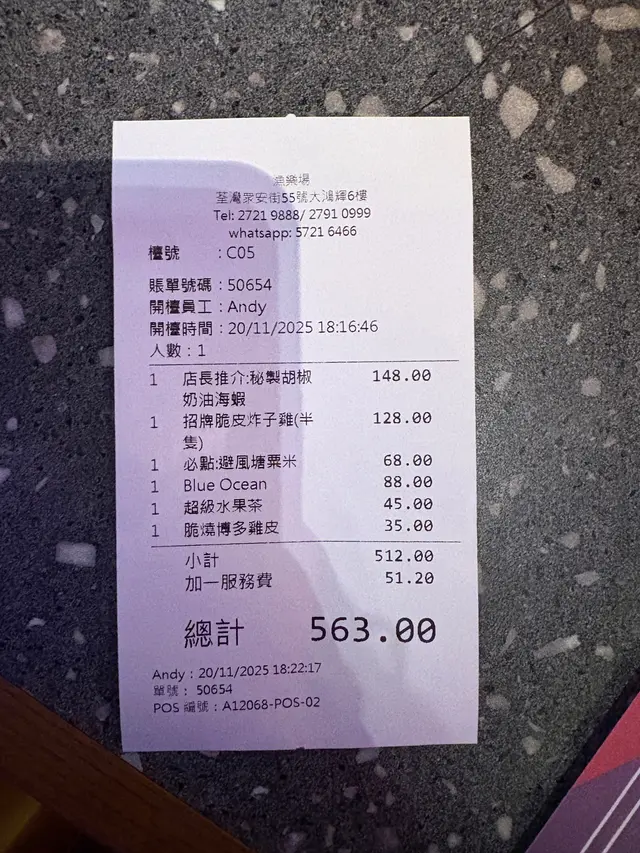 漁樂場
荃灣眾安街55號大鴻輝6樓
Tel: 2721 9888/ 2791 0999
whatsapp: 5721 6466
檯號 : C05
賬單號碼 : 50654
開檯員工 : Andy
開檯時間 : 20/11/2025 18:16:46
人數 : 1
1 店長推介:秘製胡椒 148.00
奶油海蝦
1 招牌脆皮炸子雞(半 128.00
隻)
1 必點:避風塘粟米 68.00
1 Blue Ocean 88.00
1 超級水果茶 45.00
1 脆燒博多雞皮 35.00
小計 512.00
加一服務費 51.20
總計 563.00
Andy : 20/11/2025 18:22:17
單號 : 50654
POS 編號 : A12068-POS-02